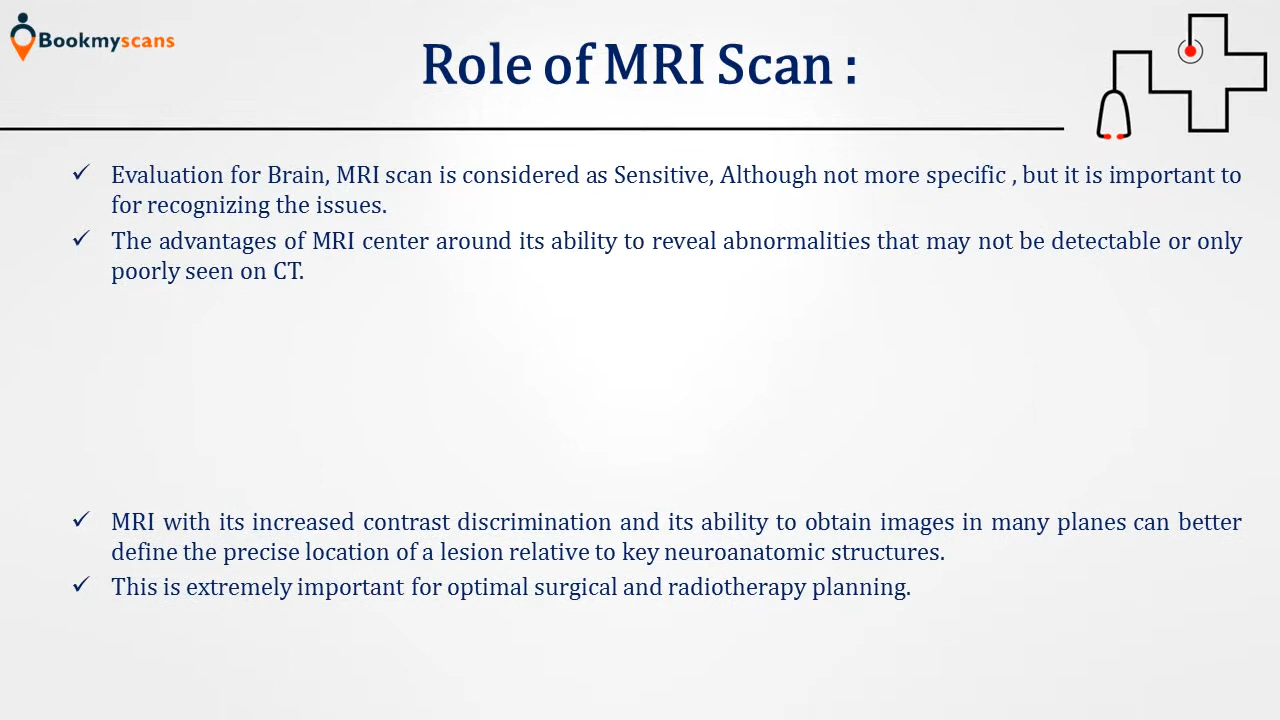 Bookmyscans
Role of MRI Scan :
✓ Evaluation for Brain, MRI scan is considered as Sensitive, Although not more specific , but it is important to
for recognizing the issues.
✓ The advantages of MRI center around its ability to reveal abnormalities that may not be detectable or only
poorly seen on CT.
✓ MRI with its increased contrast discrimination and its ability to obtain images in many planes can better
define the precise location of a lesion relative to key neuroanatomic structures.
✓ This is extremely important for optimal surgical and radiotherapy planning.